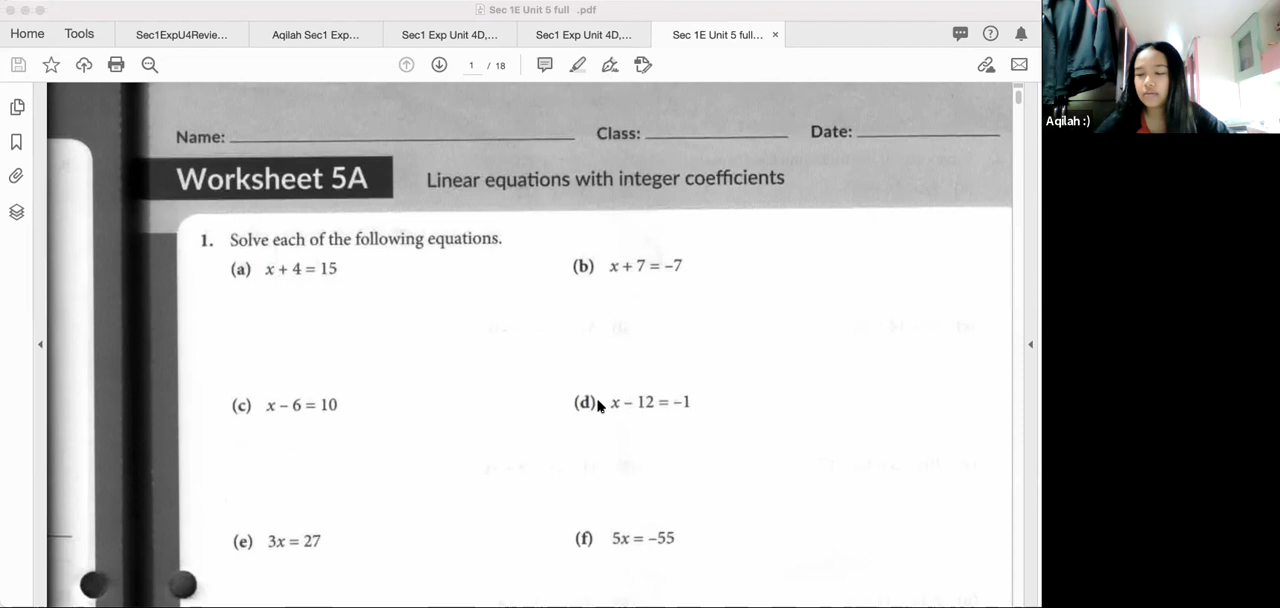 Sec 1E Unit 5 full .pdf
Home Tools Sec1ExpU4Revie... Aqilah Sec1 Exp... Sec1 Exp Unit 4D,... Sec1 Exp Unit 4D,... Sec 1E Unit 5 full... ×
1 / 18
Aqilah :)
Name: Class: Date:
Worksheet 5A Linear equations with integer coefficients
1. Solve each of the following equations.
(a) x + 4 = 15 (b) x + 7 = –7
(c) x – 6 = 10 (d) x – 12 = –1
(e) 3x = 27 (f) 5x = –55